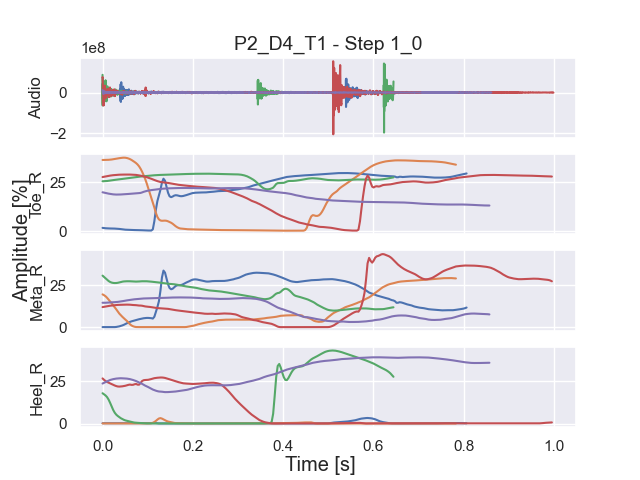 P2_D4_T1 - Step 1_0
1e8
Audio
0
−2
Amplitude [%]
Toe_R
25
0
Meta_R
25
0
Heel_R
25
0
0.0 0.2 0.4 0.6 0.8 1.0
Time [s]